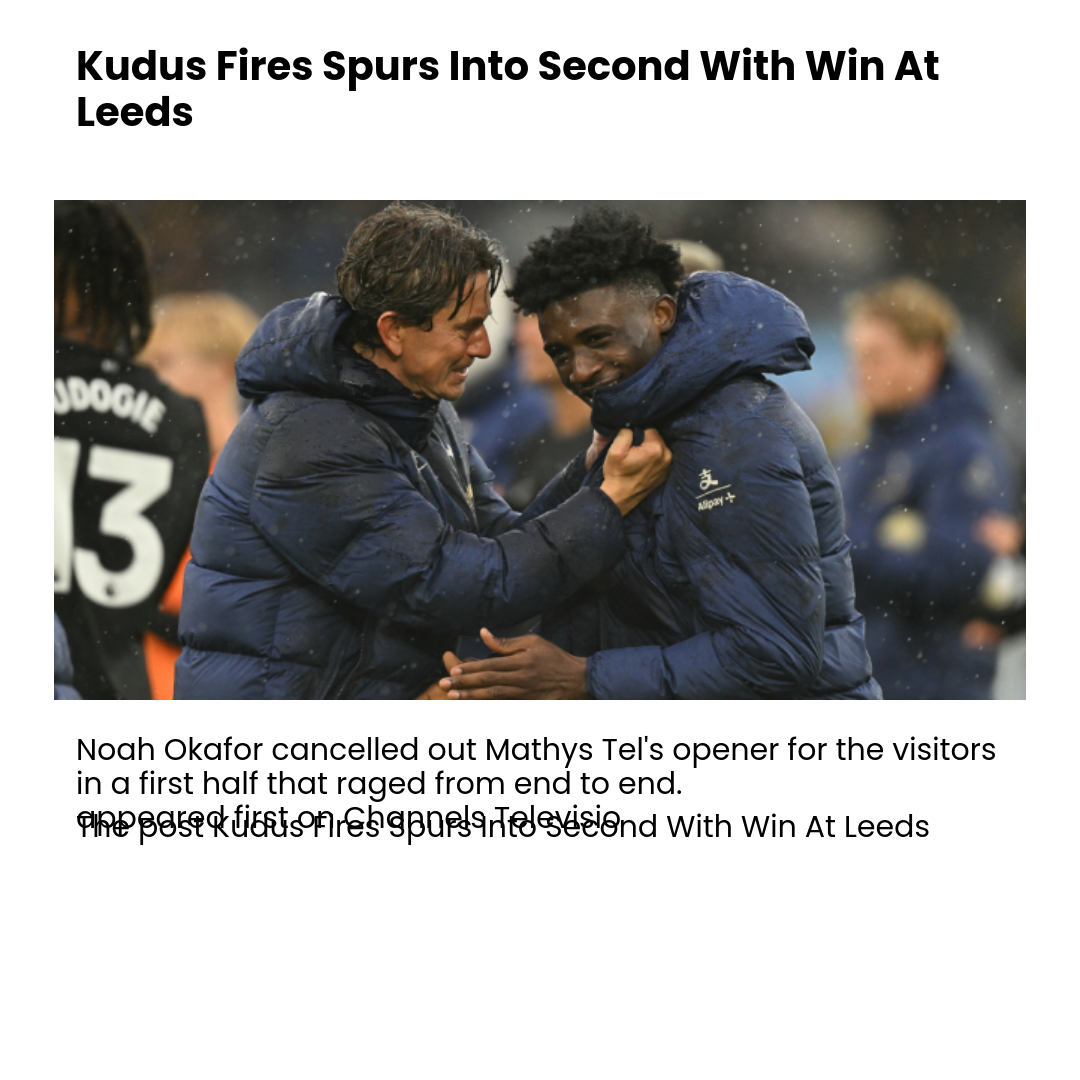 Kudus Fires Spurs Into Second With Win At
Leeds
UDOGIE
13
支
Alipay+
Noah Okafor cancelled out Mathys Tel's opener for the visitors
in a first half that raged from end to end.
appeared first on Channels Televisio
The post Kudus Fires Spurs Into Second With Win At Leeds